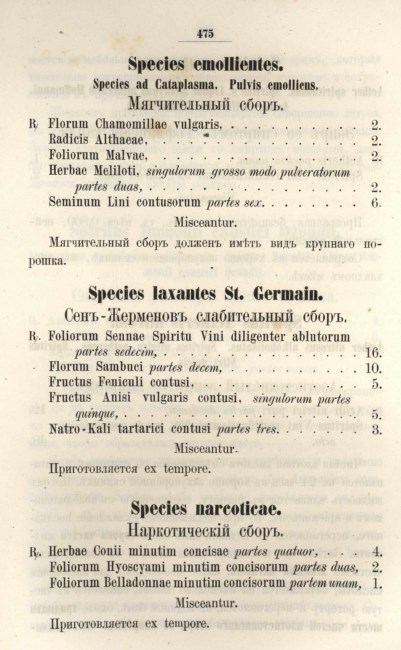 475
Species emollientes.
Species ad Cataplasma. Pulvis emolliens.
Мягчительный сборъ.
R. Florum Chamomillae vulgaris, . . . . . . . . . . . 2.
Radicis Althaeae, . . . . . . . . . . . 2.
Foliorum Malvae, . . . . . . . . . . . 2.
Herbae Meliloti, singulorum grosso modo pulveratorum
partes duas, . . . . . . . . . . . 2.
Seminum Lini contusorum partes sex. . . . . . . . 6.
Misceantur.
Мягчительный сборъ долженъ имѣть видъ крупнаго по-
рошка.
Species laxantes St. Germain.
Сенъ-Жерменовъ слабительный сборъ.
R. Foliorum Sennae Spiritu Vini diligenter ablutorum
partes sedecim, . . . . . . . . . . . 16.
Florum Sambuci partes decem, . . . . . . . . 10.
Fructus Feniculi contusi, . . . . . . . . . . . 5.
Fructus Anisi vulgaris contusi, singulorum partes
quinque, . . . . . . . . . . . 5.
Natro-Kali tartarici contusi partes tres. . . . . . 3.
Misceantur.
Приготовляется ex tempore.
Species narcoticae.
Наркотическій сборъ.
R. Herbae Conii minutim concisae partes quatuor, . . . 4.
Foliorum Hyoscyami minutim concisorum partes duas, 2.
Foliorum Belladonnae minutim concisorum partem unam, 1.
Misceantur.
Приготовляется ex tempore.